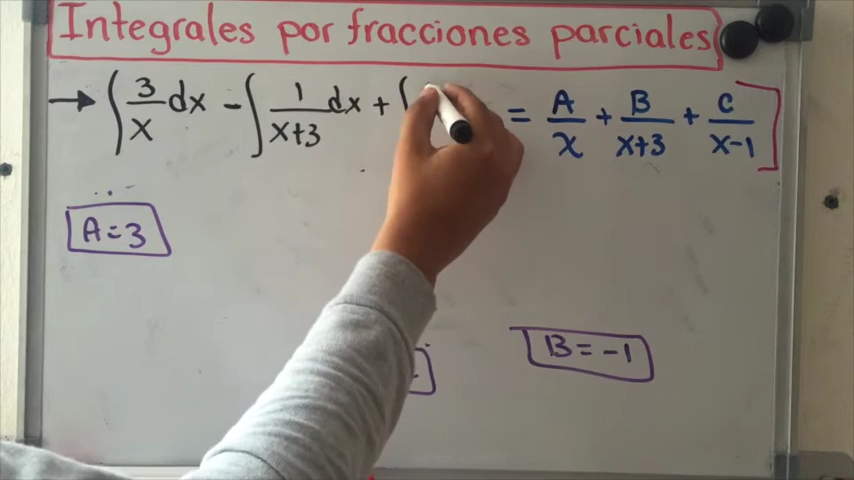 Integrales por fracciones parciales
→ ∫ 3/x dx - ∫ 1/x+3 dx + ∫ = A/x + B/x+3 + C/x-1 ]
A=3
B=-1